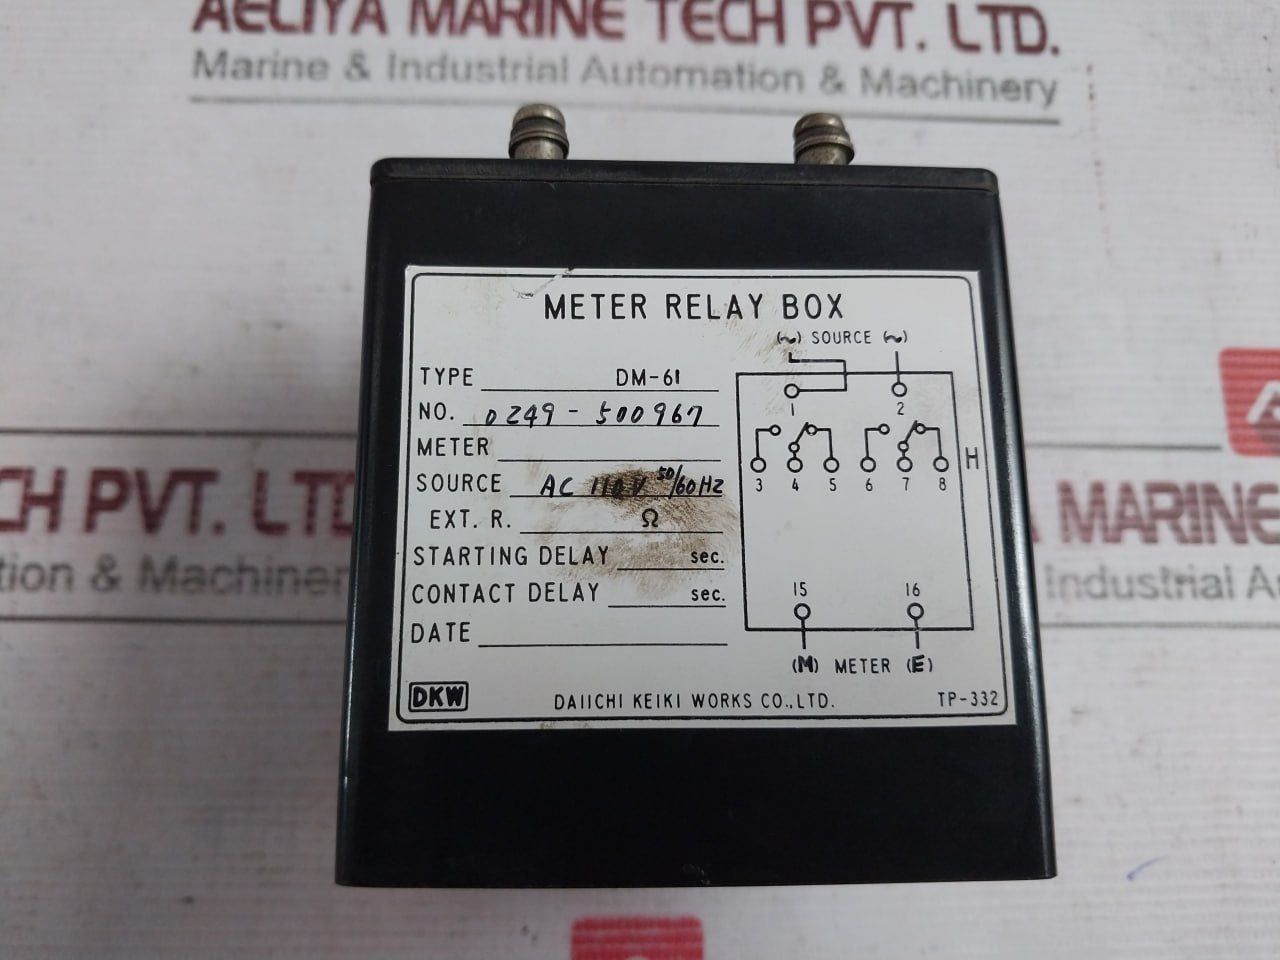 AELIYA MARINE TECH PVT. LTD.
Marine & Industrial Automation & Machinery
METER RELAY BOX
(~) SOURCE (~)
TYPE DM-61
NO. 0249 - 500967
METER
SOURCE AC 110V 50/60HZ
EXT. R. Ω
STARTING DELAY sec.
CONTACT DELAY sec.
DATE
1 2
3 4 5 6 7 8 H
15 16
(M) METER (E)
DKW DAIICHI KEIKI WORKS CO.,LTD. TP-332
CH PVT. LTD
tion & Machiner
A MARINE
Industrial A